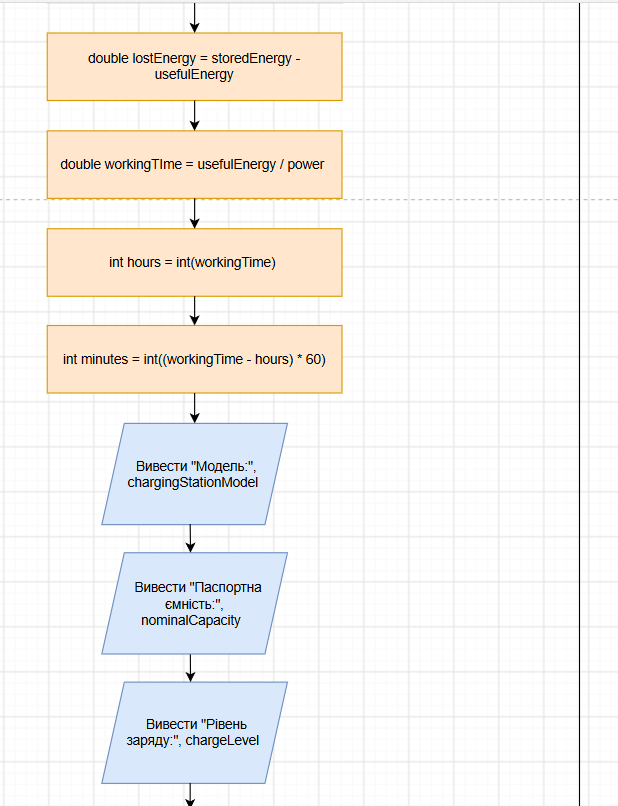 double lostEnergy = storedEnergy -
usefulEnergy
double workingTIme = usefulEnergy / power
int hours = int(workingTime)
int minutes = int((workingTime - hours) * 60)
Вивести "Модель:",
chargingStationModel
Вивести "Паспортна
ємність:",
nominalCapacity
Вивести "Рівень
заряду:", chargeLevel